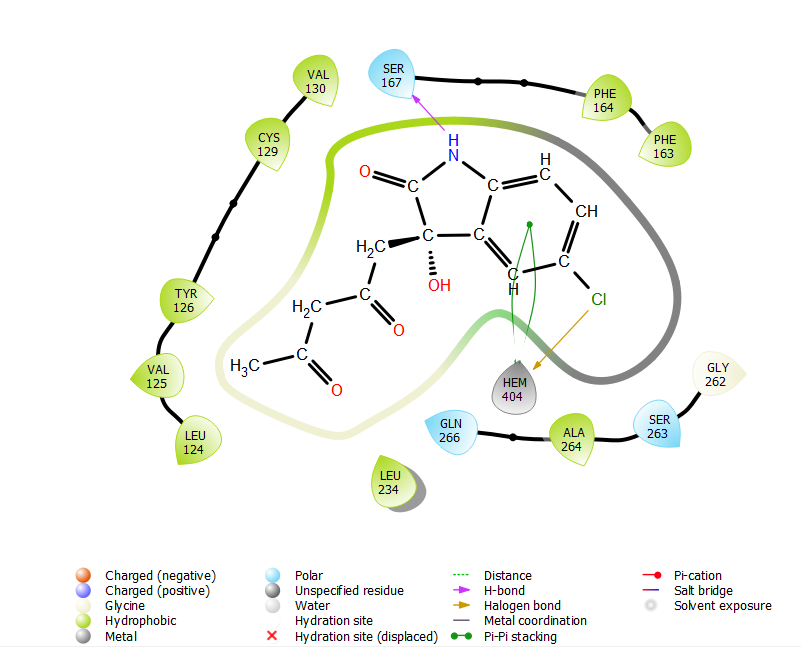 VAL
130
SER
167
PHE
164
CYS
129
PHE
163
H
N
H
C
O
C
C
CH
H₂C
C
C
C
C
H
OH
Cl
TYR
126
H₂C
C
O
H₃C
C
O
VAL
125
HEM
404
GLY
262
LEU
124
GLN
266
ALA
264
SER
263
LEU
234
Charged (negative)
Charged (positive)
Glycine
Hydrophobic
Metal
Polar
Unspecified residue
Water
Hydration site
Hydration site (displaced)
Distance
H-bond
Halogen bond
Metal coordination
Pi-Pi stacking
Pi-cation
Salt bridge
Solvent exposure